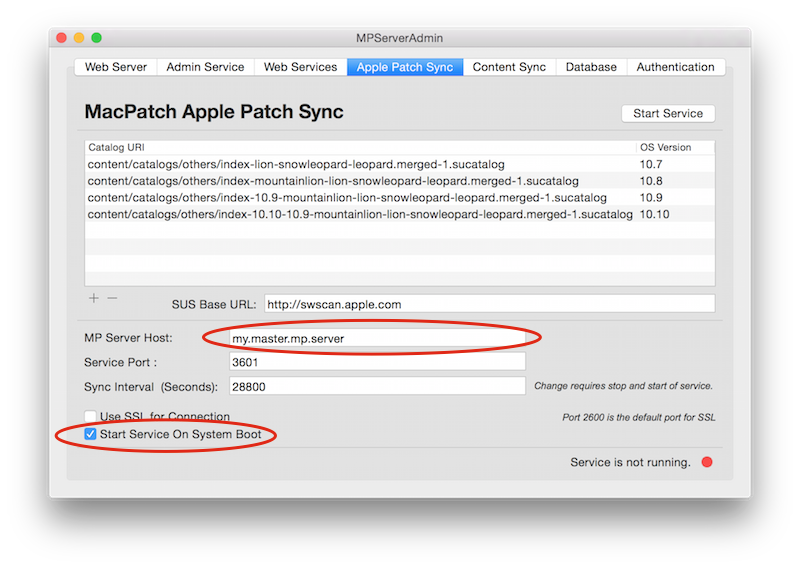 MPServerAdmin
Web Server Admin Service Web Services Apple Patch Sync Content Sync Database Authentication
MacPatch Apple Patch Sync Start Service
Catalog URI OS Version
content/catalogs/others/index-lion-snowleopard-leopard.merged-1.sucatalog 10.7
content/catalogs/others/index-mountainlion-lion-snowleopard-leopard.merged-1.sucatalog 10.8
content/catalogs/others/index-10.9-mountainlion-lion-snowleopard-leopard.merged-1.sucatalog 10.9
content/catalogs/others/index-10.10-10.9-mountainlion-lion-snowleopard-leopard.merged-1.sucatalog 10.10
+ −
SUS Base URL: http://swscan.apple.com
MP Server Host: my.master.mp.server
Service Port : 3601
Sync Interval (Seconds): 28800 Change requires stop and start of service.
Use SSL for Connection Port 2600 is the default port for SSL
Start Service On System Boot
Service is not running.